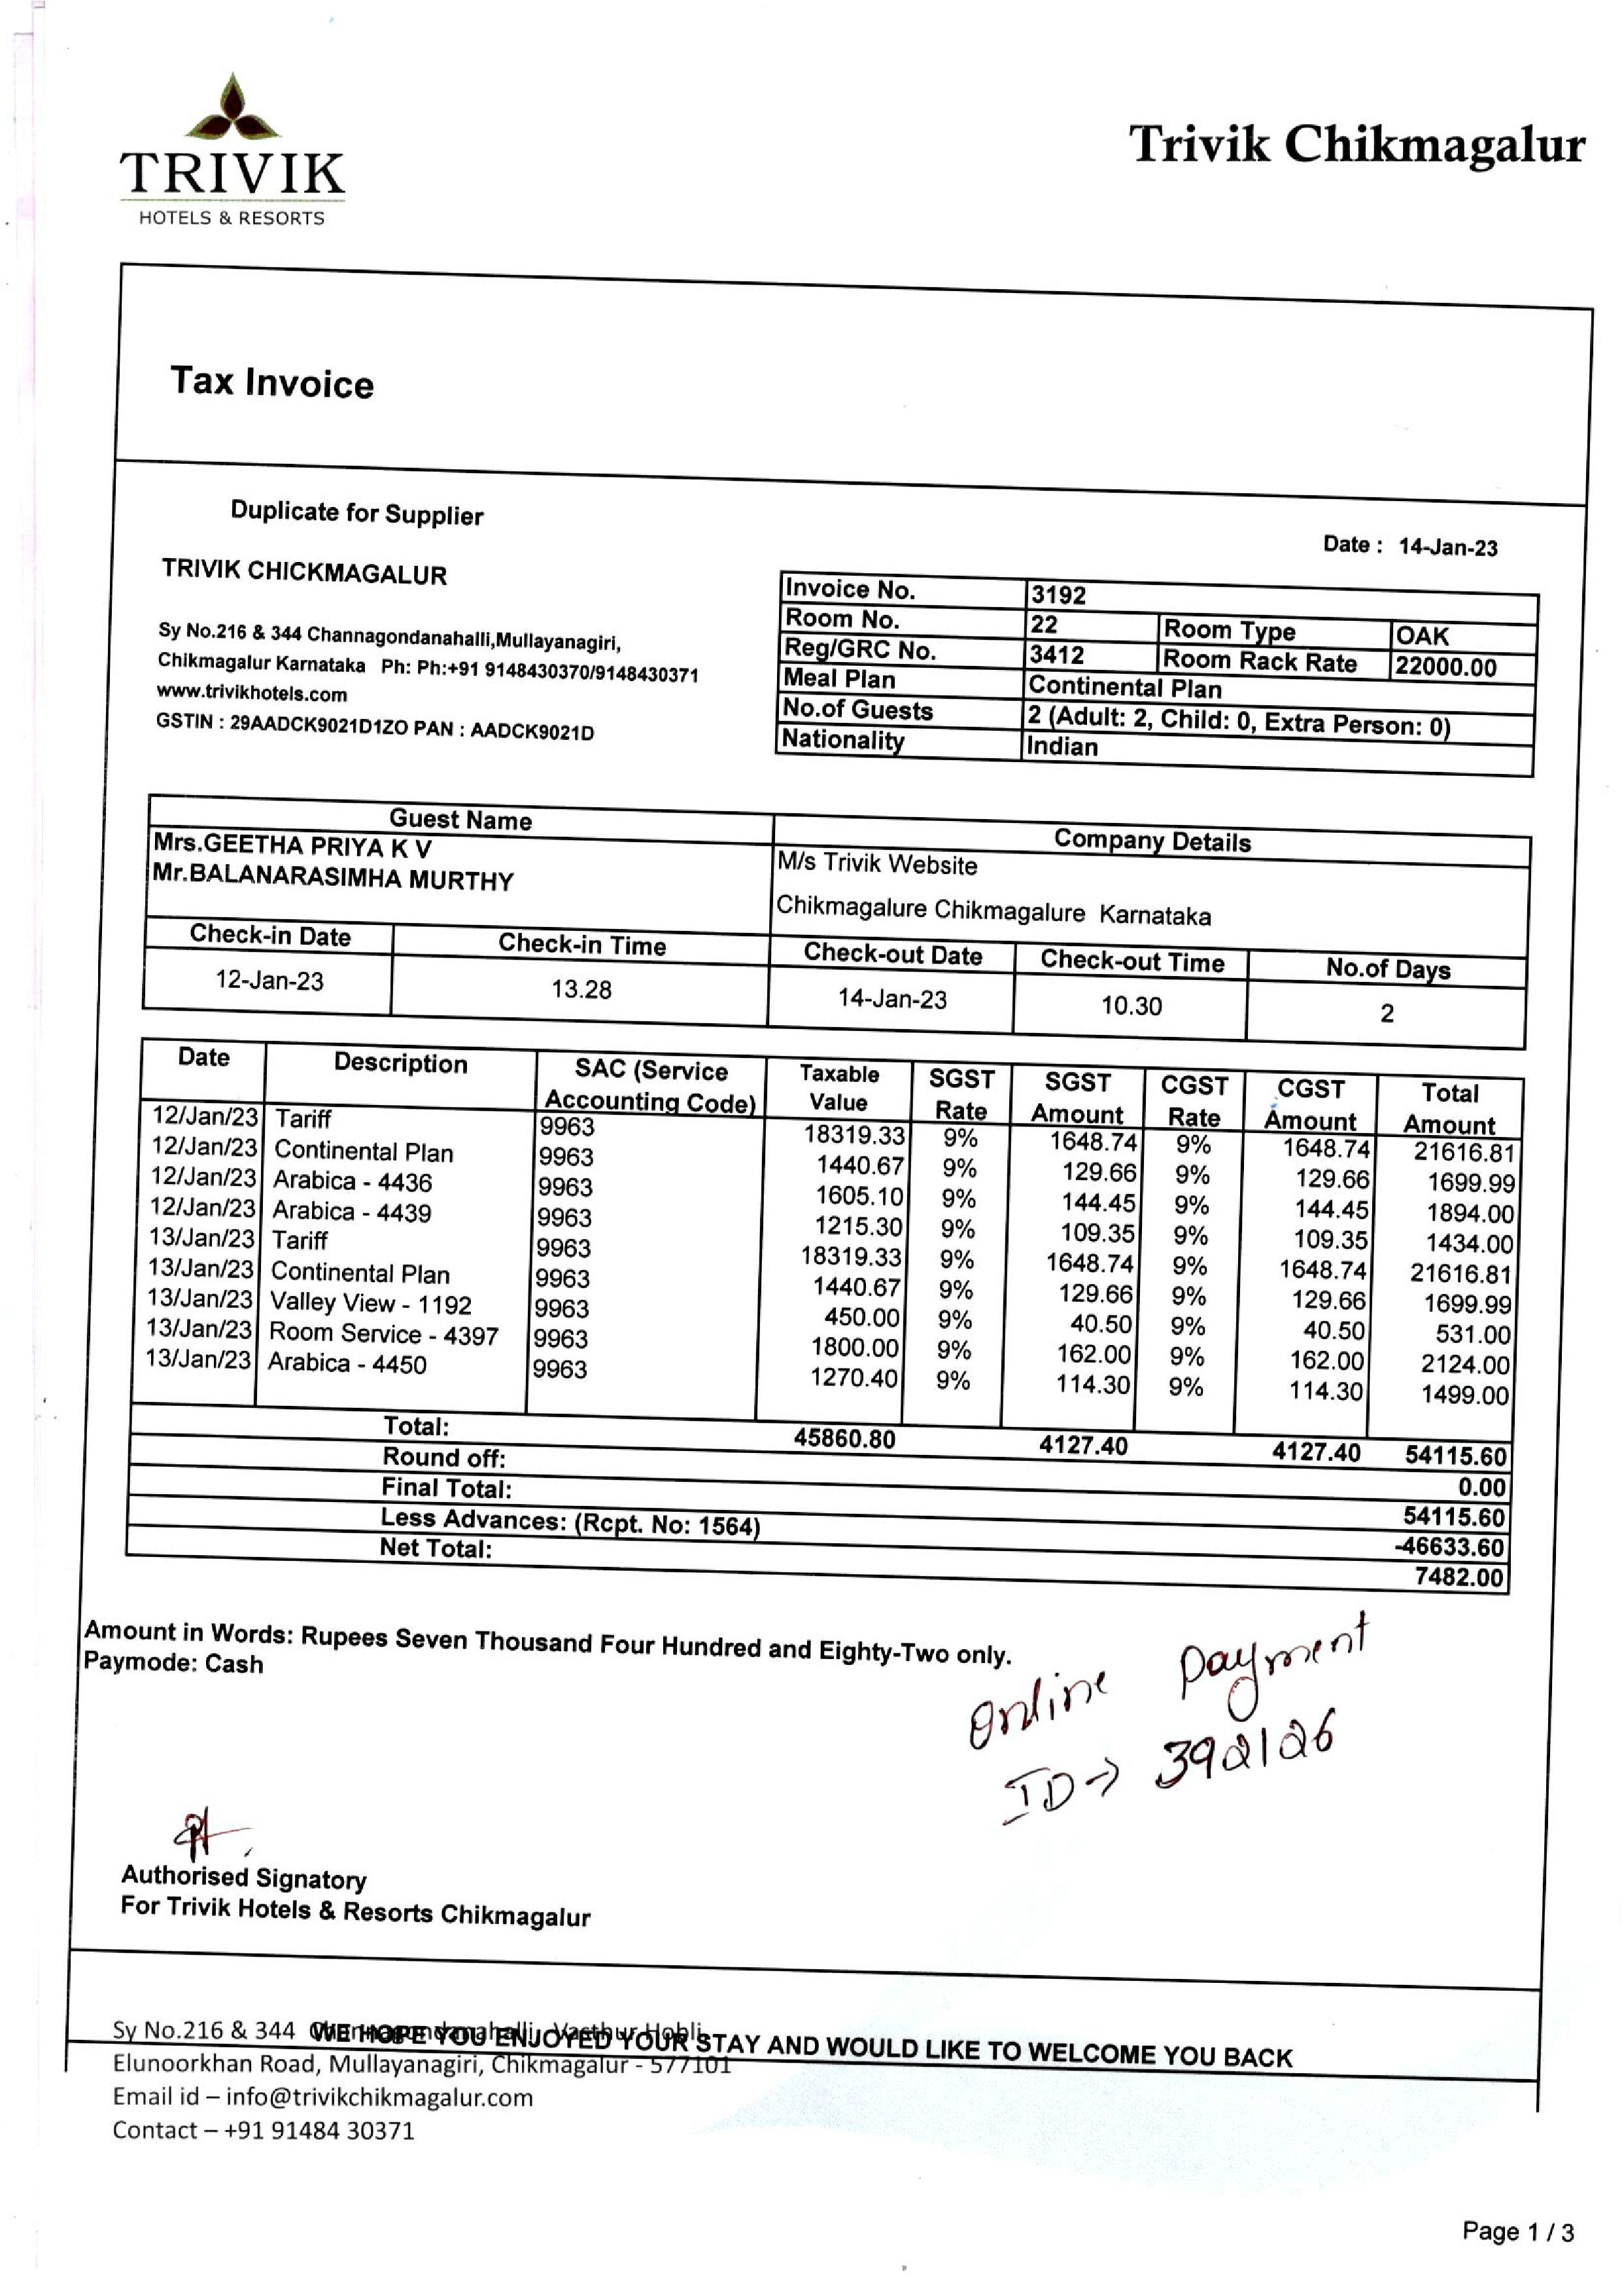 TRIVIK
HOTELS & RESORTS
Trivik Chikmagalur
Tax Invoice
Duplicate for Supplier
Date : 14-Jan-23
TRIVIK CHICKMAGALUR
Sy No.216 & 344 Channagondanahalli,Mullayanagiri,
Chikmagalur Karnataka Ph: Ph:+91 9148430370/9148430371
www.trivikhotels.com
GSTIN : 29AADCK9021D1ZO PAN : AADCK9021D
Invoice No. 3192
Room No. 22 Room Type OAK
Reg/GRC No. 3412 Room Rack Rate 22000.00
Meal Plan Continental Plan
No.of Guests 2 (Adult: 2, Child: 0, Extra Person: 0)
Nationality Indian
Guest Name Company Details
Mrs.GEETHA PRIYA K V M/s Trivik Website
Mr.BALANARASIMHA MURTHY
Chikmagalure Chikmagalure Karnataka
Check-in Date Check-in Time Check-out Date Check-out Time No.of Days
12-Jan-23 13.28 14-Jan-23 10.30 2
Date Description SAC (Service Taxable SGST SGST CGST CGST Total
Accounting Code) Value Rate Amount Rate Amount Amount
12/Jan/23 Tariff 9963 18319.33 9% 1648.74 9% 1648.74 21616.81
12/Jan/23 Continental Plan 9963 1440.67 9% 129.66 9% 129.66 1699.99
12/Jan/23 Arabica - 4436 9963 1605.10 9% 144.45 9% 144.45 1894.00
12/Jan/23 Arabica - 4439 9963 1215.30 9% 109.35 9% 109.35 1434.00
13/Jan/23 Tariff 9963 18319.33 9% 1648.74 9% 1648.74 21616.81
13/Jan/23 Continental Plan 9963 1440.67 9% 129.66 9% 129.66 1699.99
13/Jan/23 Valley View - 1192 9963 450.00 9% 40.50 9% 40.50 531.00
13/Jan/23 Room Service - 4397 9963 1800.00 9% 162.00 9% 162.00 2124.00
13/Jan/23 Arabica - 4450 9963 1270.40 9% 114.30 9% 114.30 1499.00
Total: 45860.80 4127.40 4127.40 54115.60
Round off: 0.00
Final Total: 54115.60
Less Advances: (Rcpt. No: 1564) -46633.60
Net Total: 7482.00
Amount in Words: Rupees Seven Thousand Four Hundred and Eighty-Two only.
Paymode: Cash
Online Payment
ID→ 392126
Authorised Signatory
For Trivik Hotels & Resorts Chikmagalur
WE HOPE YOU ENJOYED YOUR STAY AND WOULD LIKE TO WELCOME YOU BACK
Sy No.216 & 344 Vasthur Hobli
Elunoorkhan Road, Mullayanagiri, Chikmagalur - 577101
Email id – info@trivikchikmagalur.com
Contact – +91 91484 30371
Page 1 / 3